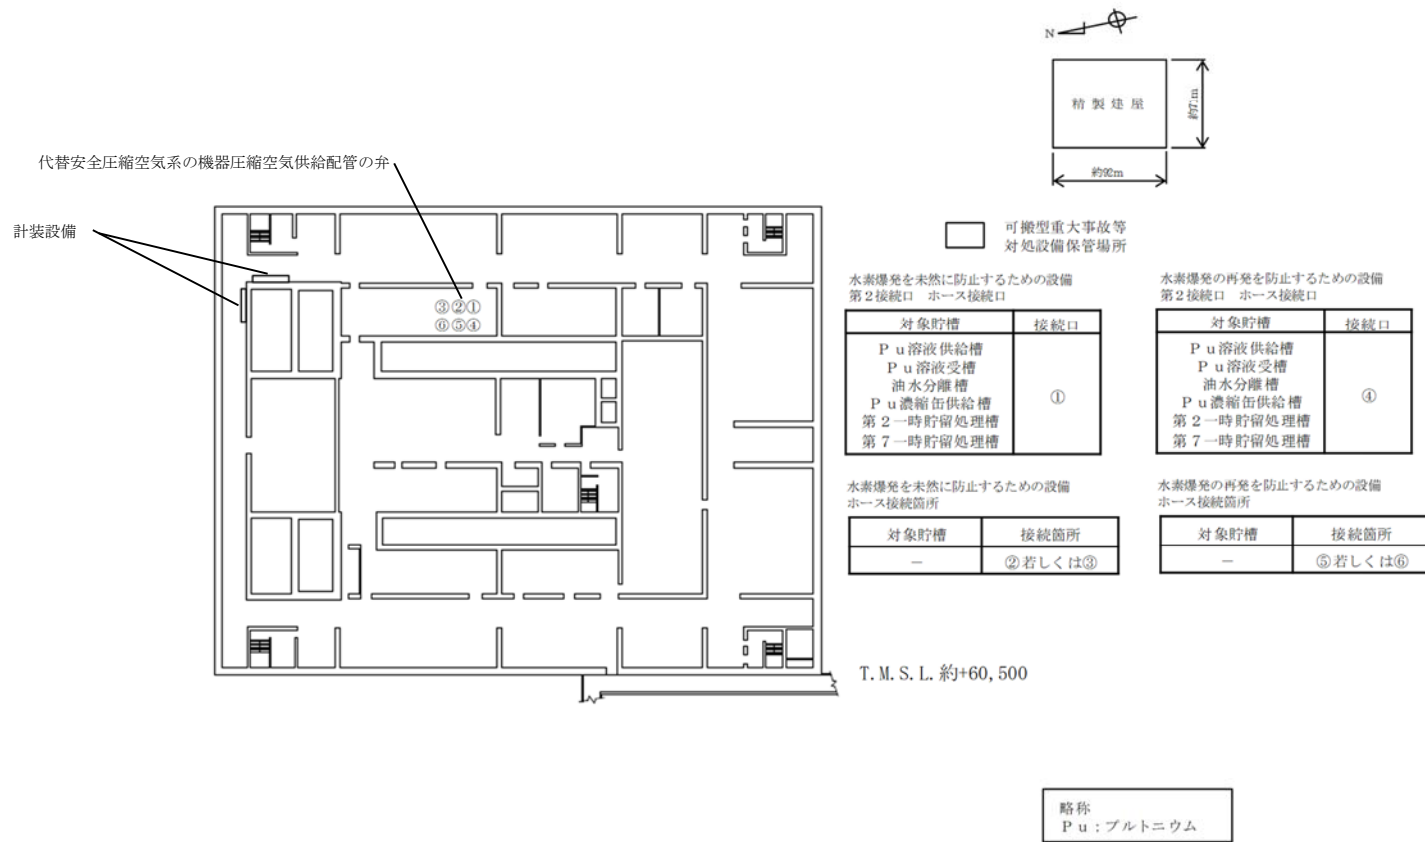 N
精製建屋
約71m
約92m
代替安全圧縮空気系の機器圧縮空気供給配管の弁
計装設備
③②①
⑥⑤④
可搬型重大事故等
対処設備保管場所
水素爆発を未然に防止するための設備
第2接続口 ホース接続口
対象貯槽 接続口
Pu溶液供給槽
Pu溶液受槽
油水分離槽
Pu濃縮缶供給槽
第2一時貯留処理槽
第7一時貯留処理槽
①
水素爆発の再発を防止するための設備
第2接続口 ホース接続口
対象貯槽 接続口
Pu溶液供給槽
Pu溶液受槽
油水分離槽
Pu濃縮缶供給槽
第2一時貯留処理槽
第7一時貯留処理槽
④
水素爆発を未然に防止するための設備
ホース接続箇所
対象貯槽 接続箇所
－ ②若しくは③
水素爆発の再発を防止するための設備
ホース接続箇所
対象貯槽 接続箇所
－ ⑤若しくは⑥
T.M.S.L.約+60,500
略称
Pu:プルトニウム